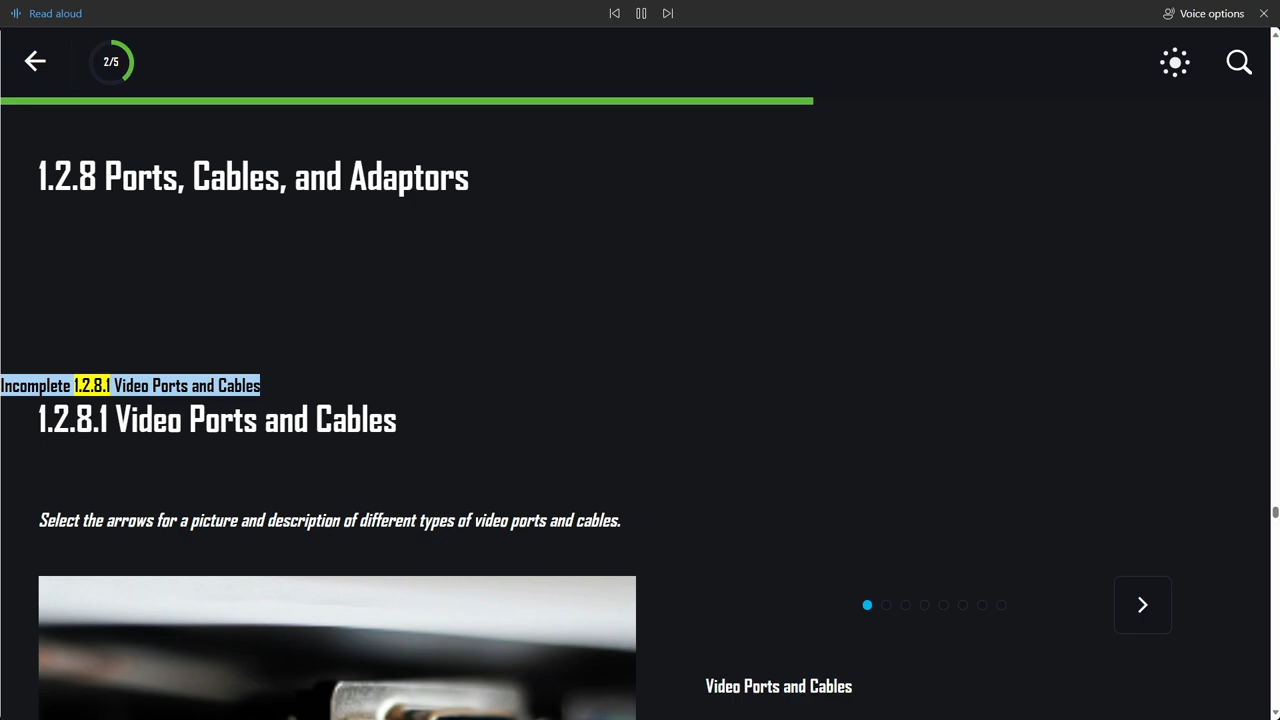 Read aloud
Voice options
2/5
1.2.8 Ports, Cables, and Adaptors
Incomplete 1.2.8.1 Video Ports and Cables
1.2.8.1 Video Ports and Cables
Select the arrows for a picture and description of different types of video ports and cables.
Video Ports and Cables